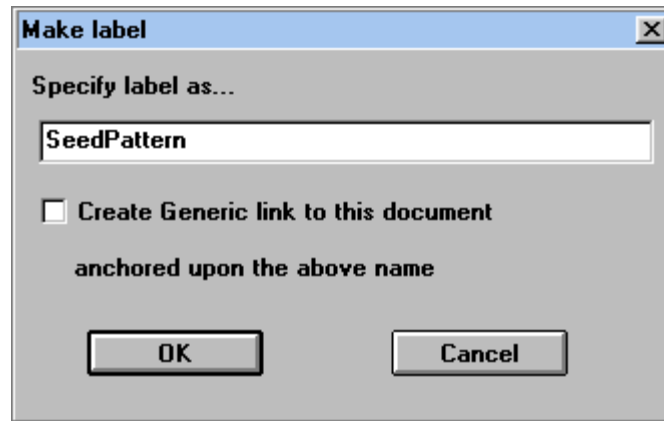 Make label
Specify label as...
SeedPattern
Create Generic link to this document
anchored upon the above name
OK
Cancel